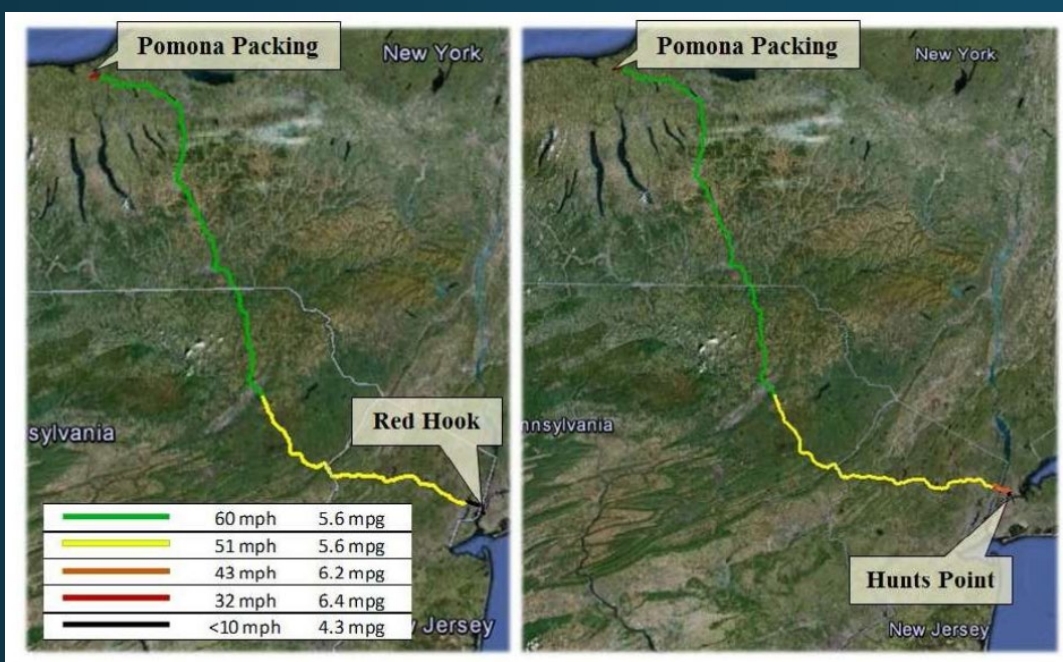 Pomona Packing
New York
sylvania
Red Hook
60 mph 5.6 mpg
51 mph 5.6 mpg
43 mph 6.2 mpg
32 mph 6.4 mpg
<10 mph 4.3 mpg
Jersey
Pomona Packing
New York
nnsylvania
Hunts Point
New Jersey